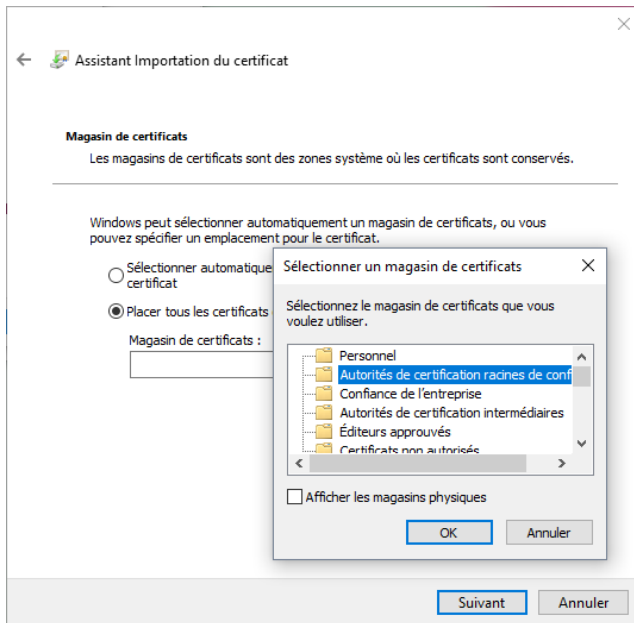 Assistant Importation du certificat
Magasin de certificats
Les magasins de certificats sont des zones système où les certificats sont conservés.
Windows peut sélectionner automatiquement un magasin de certificats, ou vous
pouvez spécifier un emplacement pour le certificat.
Sélectionner
certificat
Placer tous les certificats
Magasin de certificats :
Sélectionner un magasin de certificats
Sélectionnez le magasin de certificats que vous
voulez utiliser.
Personnel
Autorités de certification racines de
Confiance de l'entreprise
Autorités de certification intermédiaires
Éditeurs approuvés
Certificats non autorisés
Afficher les magasins physiques
OK
Annuler
Suivant
Annuler